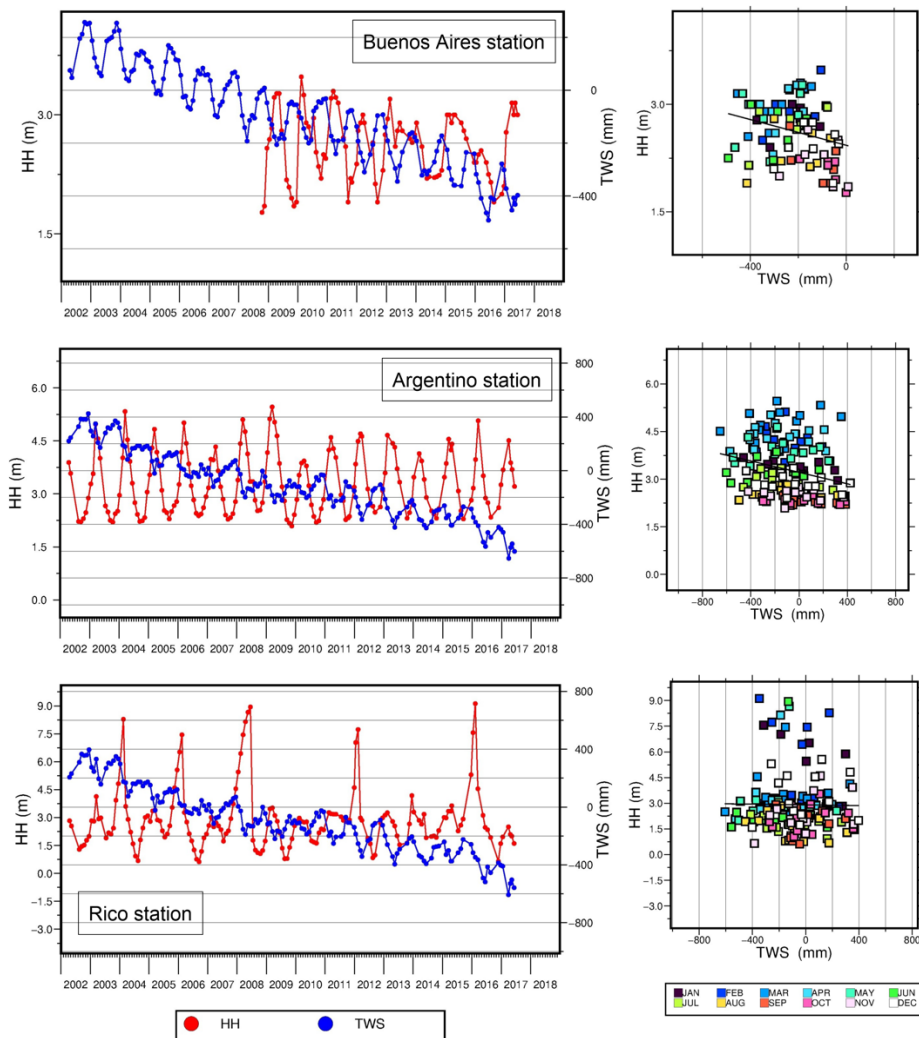 Buenos Aires station
HH (m)
3.0
1.5
0
−400
TWS (mm)
2002 2003 2004 2005 2006 2007 2008 2009 2010 2011 2012 2013 2014 2015 2016 2017 2018
HH (m)
3.0
1.5
−400 0
TWS (mm)
Argentino station
HH (m)
6.0
4.5
3.0
1.5
0.0
800
400
0
−400
−800
TWS (mm)
2002 2003 2004 2005 2006 2007 2008 2009 2010 2011 2012 2013 2014 2015 2016 2017 2018
HH (m)
6.0
4.5
3.0
1.5
0.0
−800 −400 0 400 800
TWS (mm)
Rico station
HH (m)
9.0
7.5
6.0
4.5
3.0
1.5
0.0
−1.5
−3.0
800
400
0
−400
−800
TWS (mm)
2002 2003 2004 2005 2006 2007 2008 2009 2010 2011 2012 2013 2014 2015 2016 2017 2018
HH (m)
9.0
7.5
6.0
4.5
3.0
1.5
0.0
−1.5
−3.0
−800 −400 0 400 800
TWS (mm)
HH TWS
JAN FEB MAR APR MAY JUN
JUL AUG SEP OCT NOV DEC